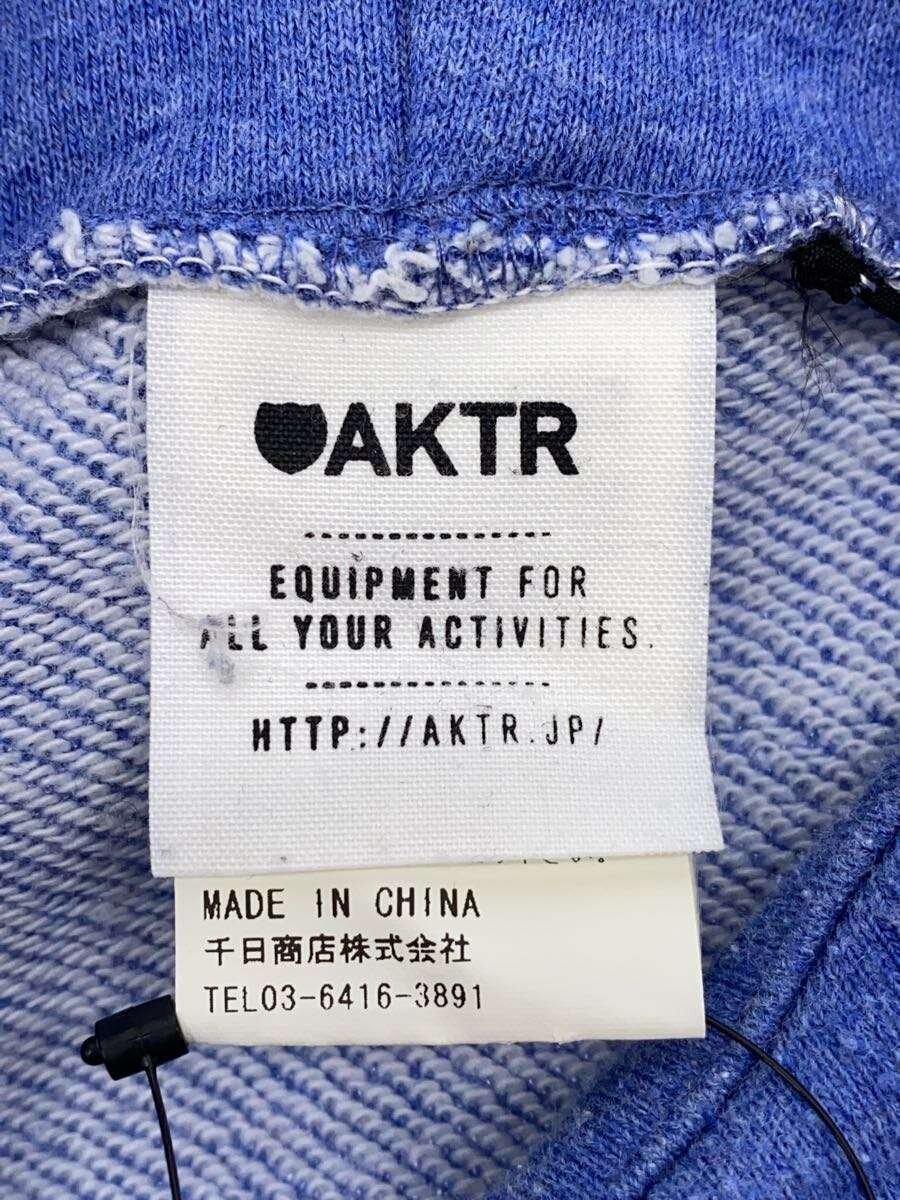 AKTR
EQUIPMENT FOR
ALL YOUR ACTIVITIES.
HTTP://AKTR.JP/
MADE IN CHINA
千日商店株式会社
TEL03-6416-3891